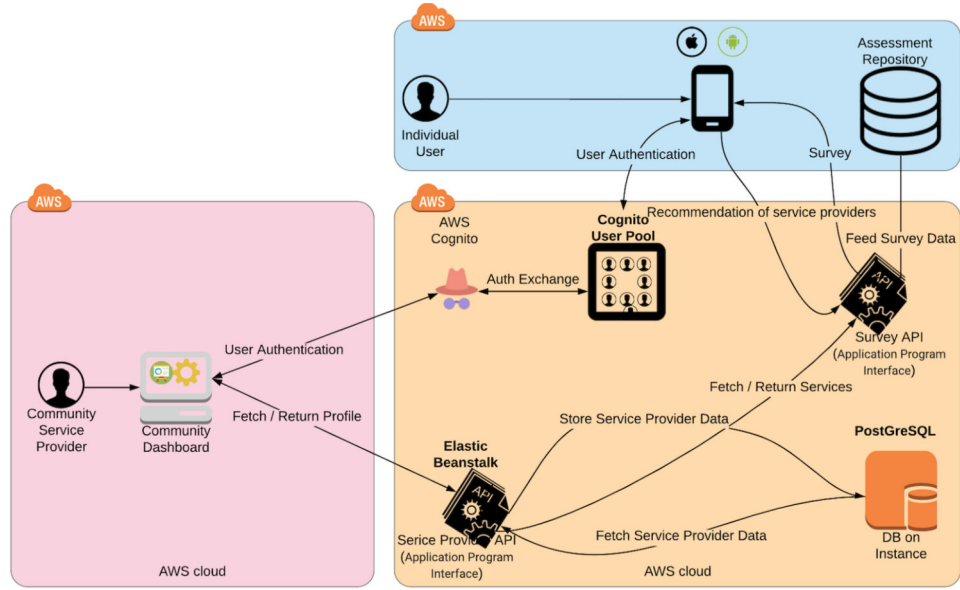 AWS
Assessment
Repository
Individual
User
User Authentication
Survey
AWS
AWS
AWS
Cognito
Cognito
User Pool
Recommendation of service providers
Feed Survey Data
Auth Exchange
API
Survey API
(Application Program
Interface)
User Authentication
Fetch / Return Services
Community
Service
Provider
Community
Dashboard
Fetch / Return Profile
Store Service Provider Data
PostGreSQL
Elastic
Beanstalk
API
Serice Provider API
(Application Program
Interface)
Fetch Service Provider Data
DB on
Instance
AWS cloud
AWS cloud